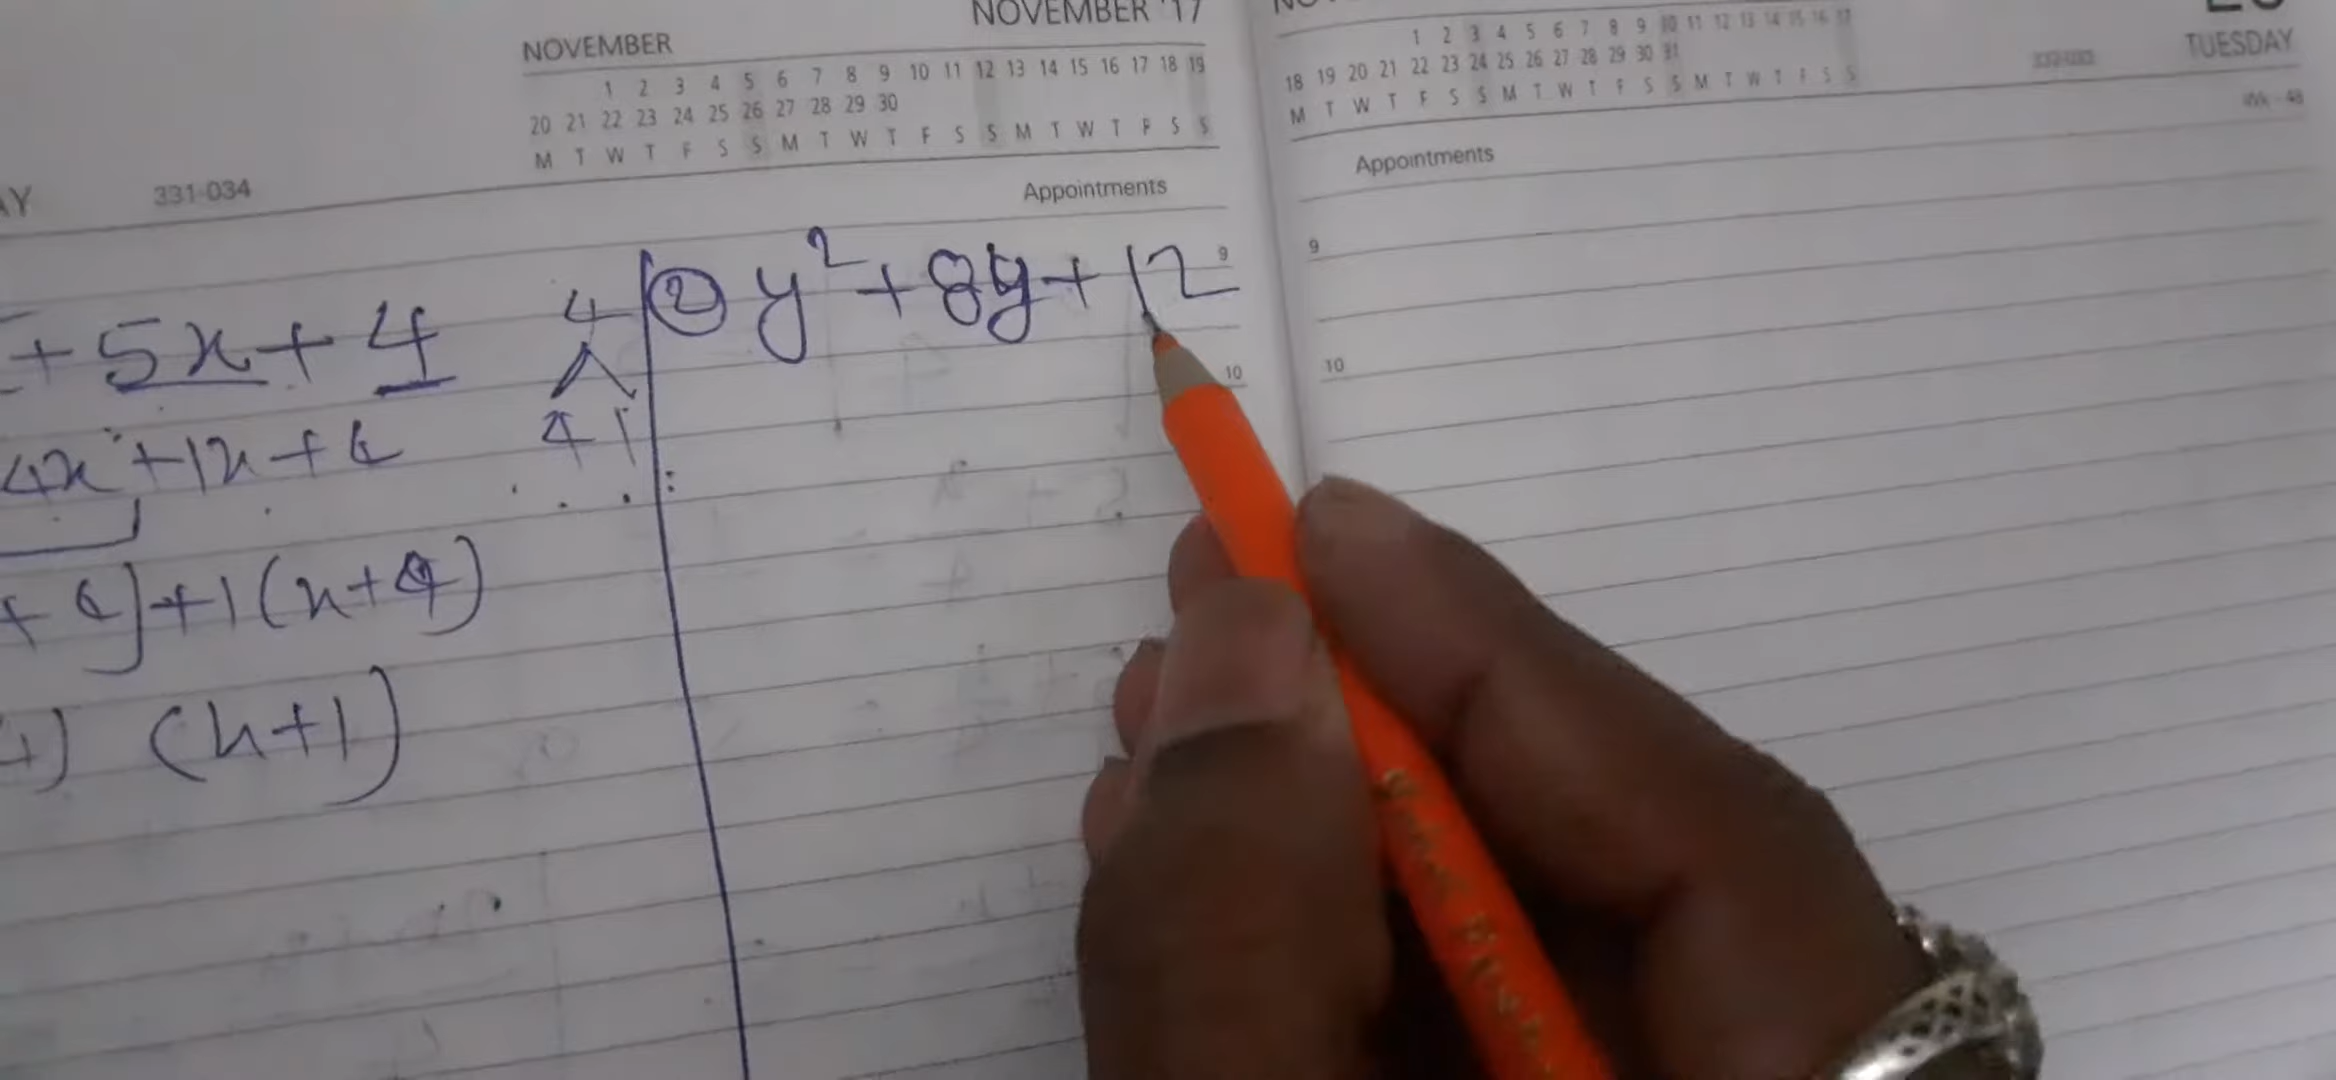 NOVEMBER
NOVEMBER '17
1 2 3 4 5 6 7 8 9 10 11 12 13 14 15 16 17 18 19
20 21 22 23 24 25 26 27 28 29 30
M T W T F S S M T W T F S S M T W T F S S
331-034
Appointments
+ 5x + 4
4
4 1
4x + 1x + 4
+ 4) + 1 (x + 4)
4) (x + 1)
② y² + 8y + 12
9
10
1 2 3 4 5 6 7 8 9 10 11 12 13 14 15 16 17
18 19 20 21 22 23 24 25 26 27 28 29 30 31
M T W T F S S M T W T F S S M T W T F S S
TUESDAY
Wk - 48
Appointments
9
10